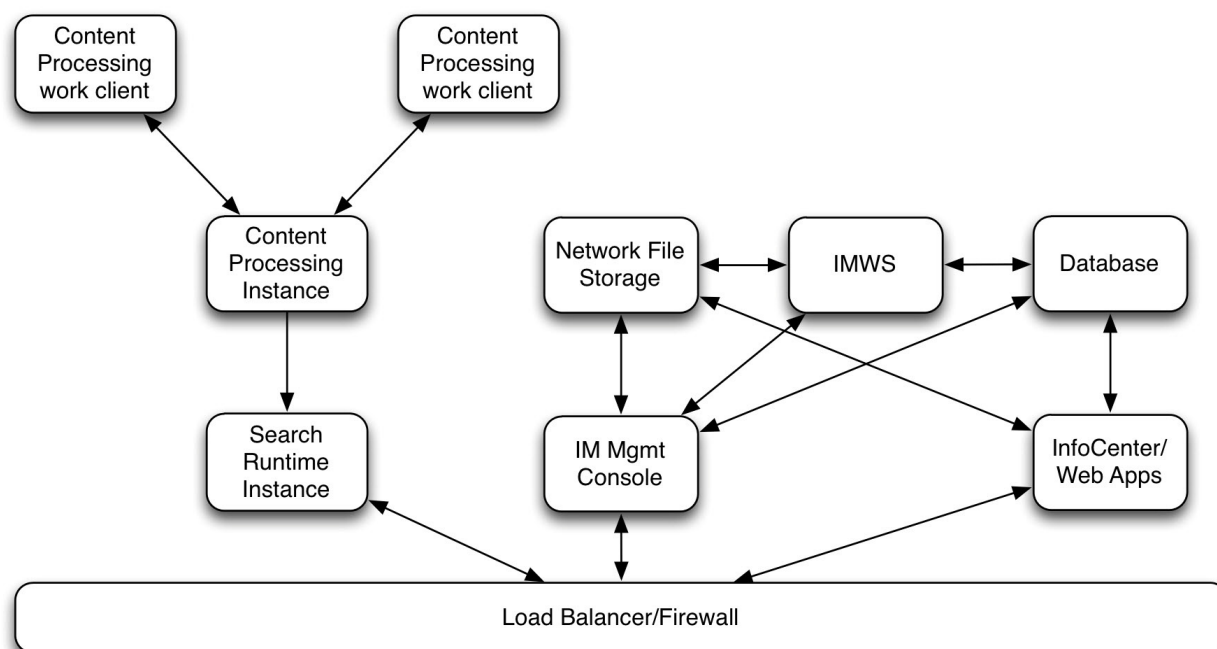 Content
Processing
work client
Content
Processing
work client
Content
Processing
Instance
Network File
Storage
IMWS
Database
Search
Runtime
Instance
IM Mgmt
Console
InfoCenter/
Web Apps
Load Balancer/Firewall